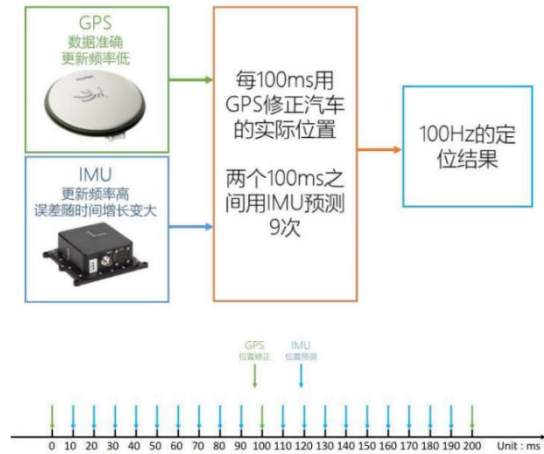 GPS
数据准确
更新频率低
IMU
更新频率高
误差随时间增长变大
每100ms用
GPS修正汽车
的实际位置
两个100ms之
间用IMU预测
9次
100Hz的定
位结果
GPS
位置修正
IMU
位置预测
0 10 20 30 40 50 60 70 80 90 100 110 120 130 140 150 160 170 180 190 200 Unit : ms